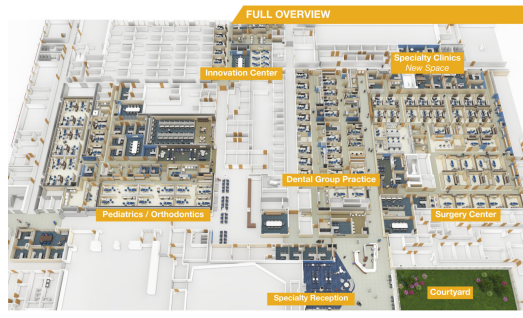 FULL OVERVIEW
Innovation Center
Specialty Clinics
New Space
Dental Group Practice
Pediatrics / Orthodontics
Surgery Center
Specialty Reception
Courtyard